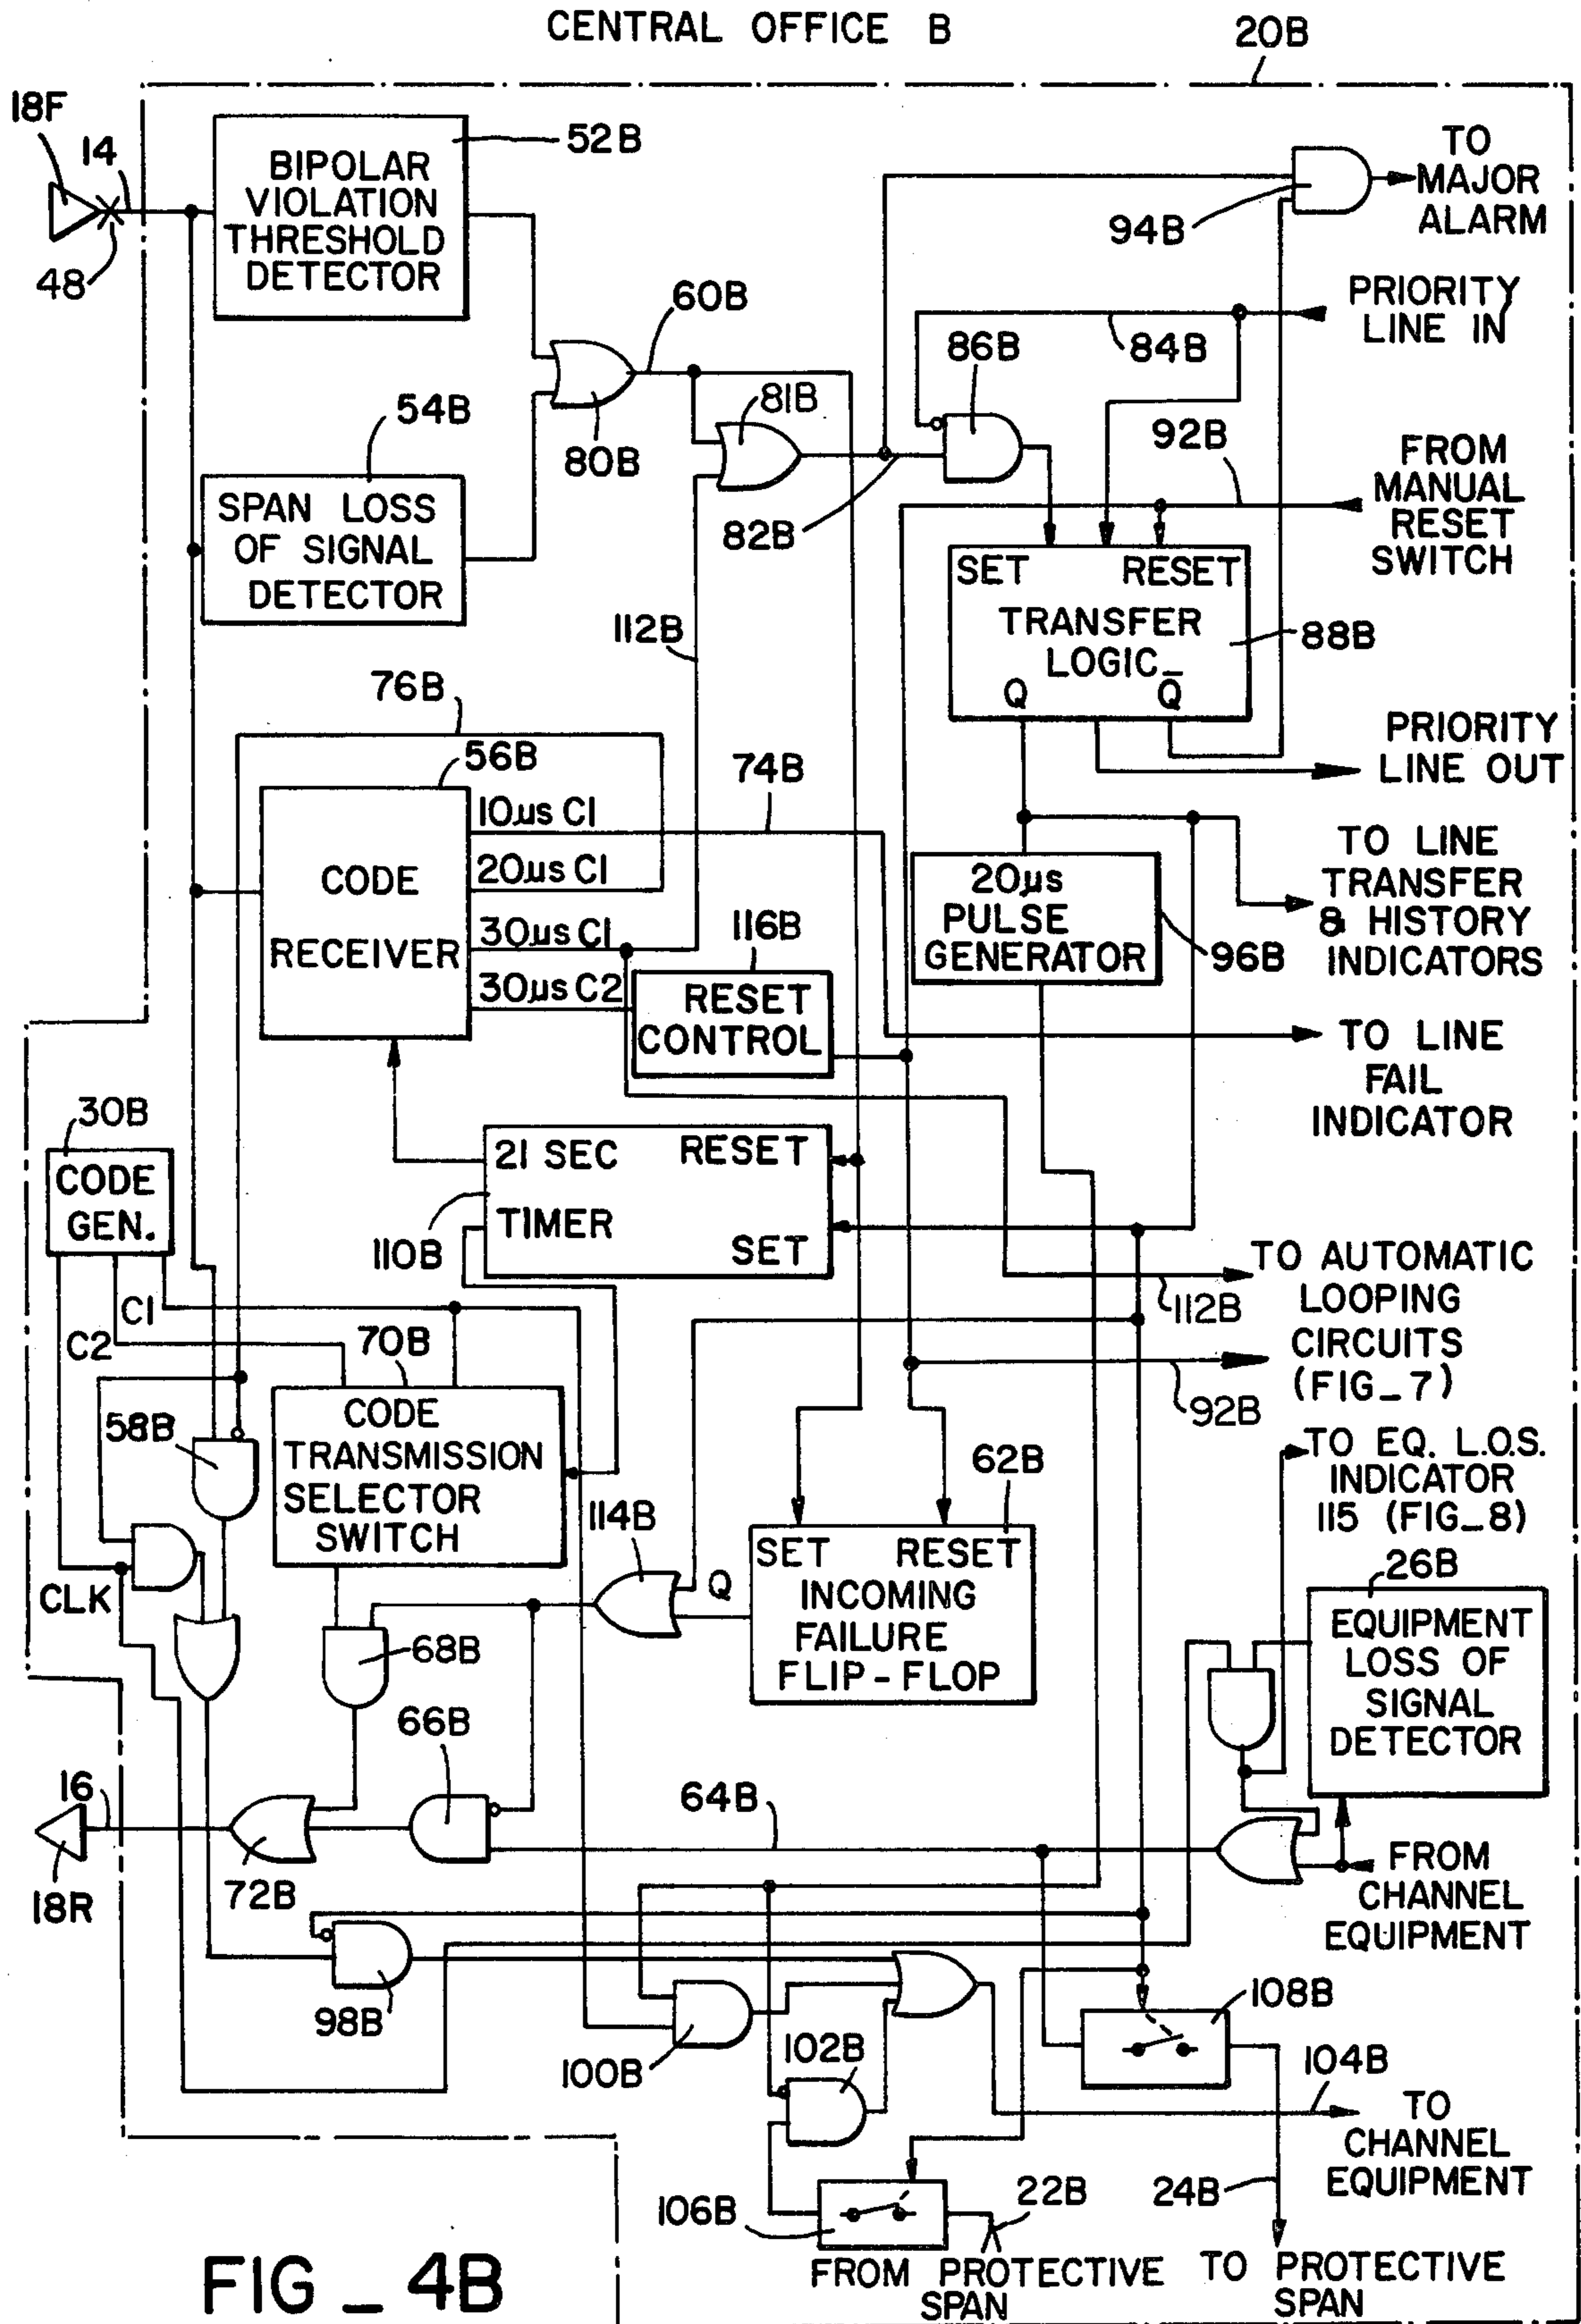 CENTRAL OFFICE B
20B
18F
14
48
52B
BIPOLAR
VIOLATION
THRESHOLD
DETECTOR
TO
MAJOR
ALARM
94B
60B
PRIORITY
LINE IN
84B
86B
81B
80B
54B
92B
SPAN LOSS
OF SIGNAL
DETECTOR
82B
FROM
MANUAL
RESET
SWITCH
SET RESET
TRANSFER
LOGIC
Q Q̅
88B
112B
76B
PRIORITY
LINE OUT
56B
74B
10µs C1
20µs C1
30µs C1
30µs C2
CODE
RECEIVER
116B
RESET
CONTROL
20µs
PULSE
GENERATOR
96B
TO LINE
TRANSFER
& HISTORY
INDICATORS
TO LINE
FAIL
INDICATOR
30B
CODE
GEN.
21 SEC RESET
TIMER
SET
110B
TO AUTOMATIC
LOOPING
CIRCUITS
(FIG_7)
112B
92B
C1
C2
70B
CODE
TRANSMISSION
SELECTOR
SWITCH
58B
CLK
114B
62B
SET RESET
Q
INCOMING
FAILURE
FLIP-FLOP
TO EQ. L.O.S.
INDICATOR
115 (FIG_8)
26B
EQUIPMENT
LOSS OF
SIGNAL
DETECTOR
68B
66B
64B
16
18R
72B
FROM
CHANNEL
EQUIPMENT
98B
100B
102B
108B
104B
TO
CHANNEL
EQUIPMENT
106B
22B
24B
FROM PROTECTIVE
SPAN
TO PROTECTIVE
SPAN
FIG_4B